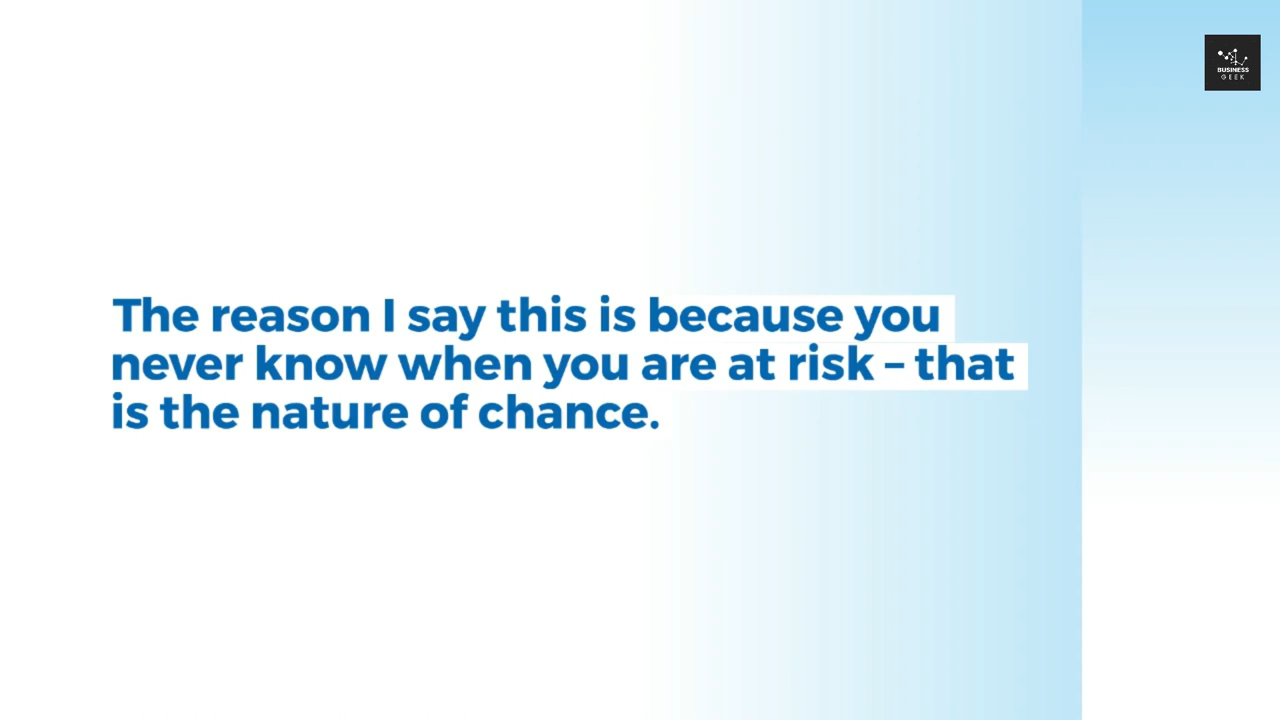 BUSINESS
GEEK
The reason I say this is because you
never know when you are at risk – that
is the nature of chance.